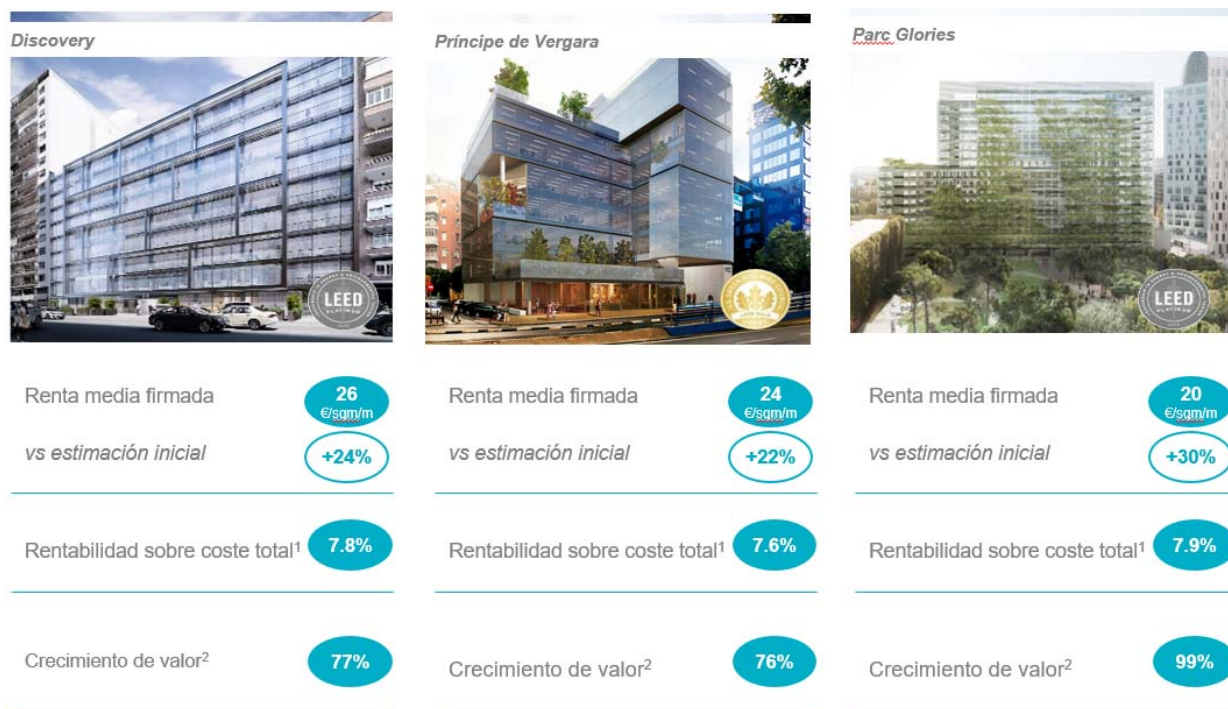 Discovery
LEED
Renta media firmada
26
€/sqm/m
vs estimación inicial
+24%
Rentabilidad sobre coste total¹
7.8%
Crecimiento de valor²
77%
Príncipe de Vergara
Renta media firmada
24
€/sqm/m
vs estimación inicial
+22%
Rentabilidad sobre coste total¹
7.6%
Crecimiento de valor²
76%
Parc Glories
LEED
Renta media firmada
20
€/sqm/m
vs estimación inicial
+30%
Rentabilidad sobre coste total¹
7.9%
Crecimiento de valor²
99%